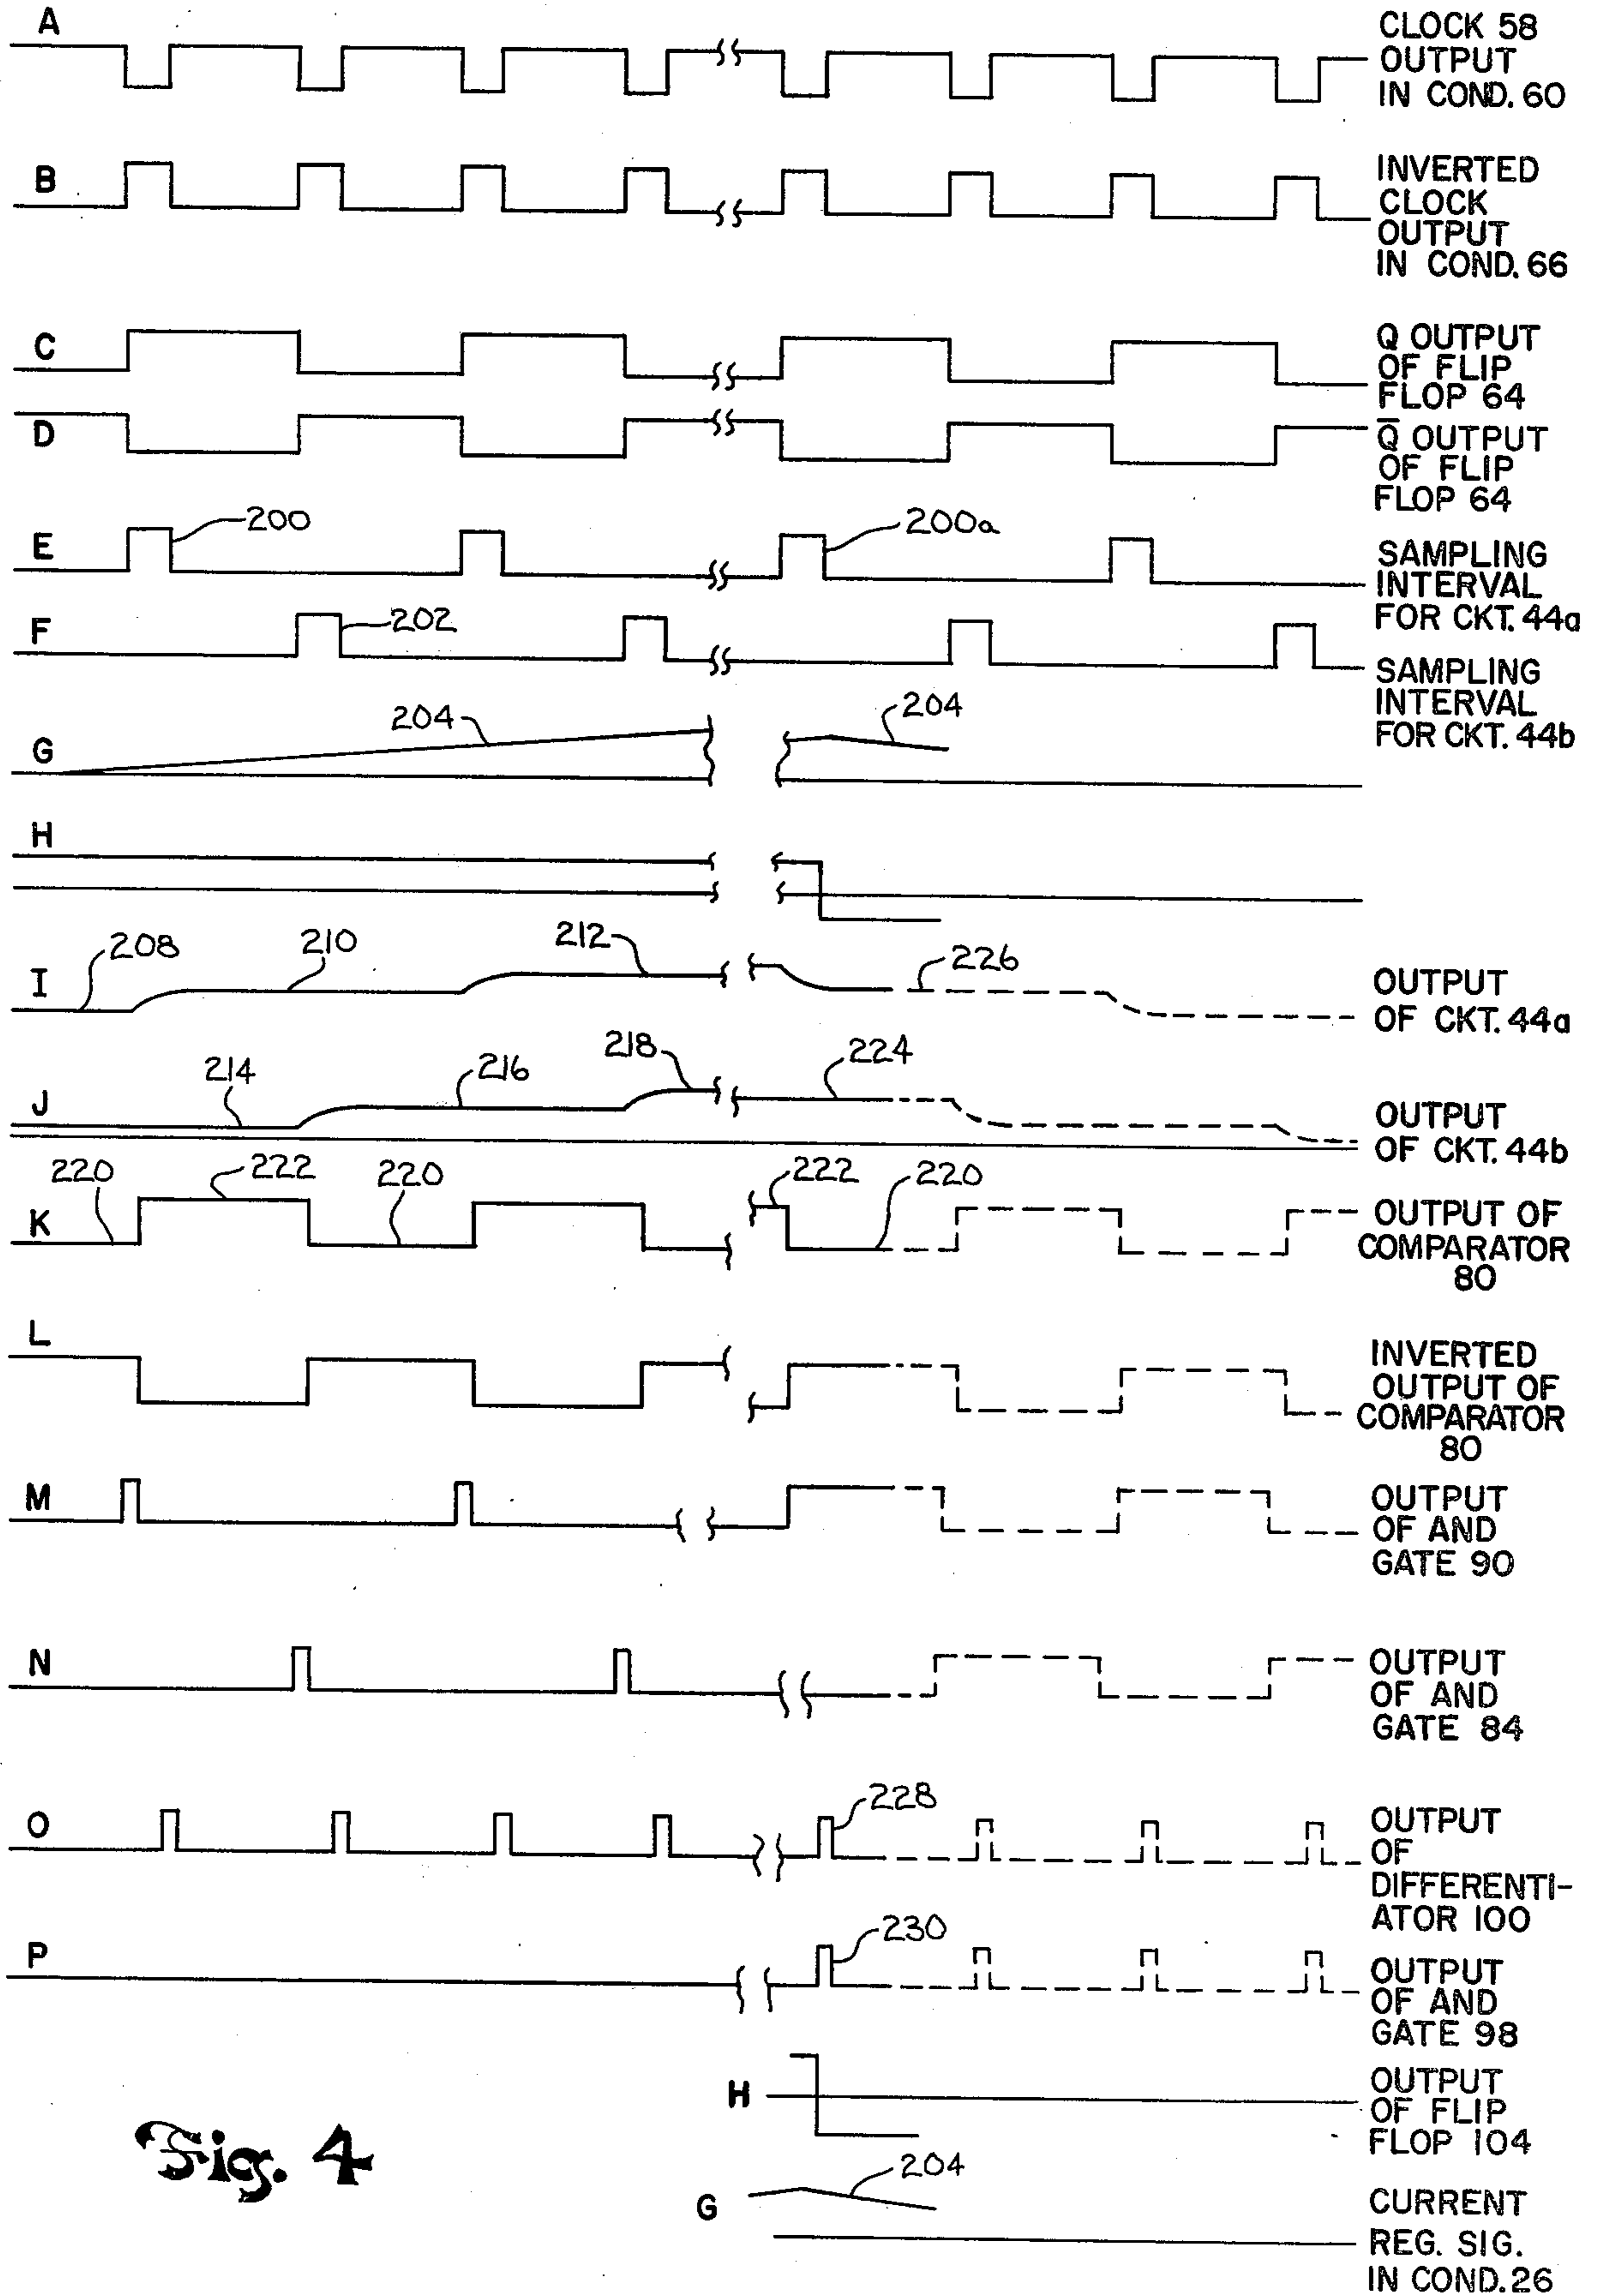 A
CLOCK 58
OUTPUT
IN COND. 60
B
INVERTED
CLOCK
OUTPUT
IN COND. 66
C
Q OUTPUT
OF FLIP
FLOP 64
D
Q̅ OUTPUT
OF FLIP
FLOP 64
E
200
200a
SAMPLING
INTERVAL
FOR CKT. 44a
F
202
SAMPLING
INTERVAL
FOR CKT. 44b
G
204
204
H
I
208
210
212
226
OUTPUT
OF CKT. 44a
J
214
216
218
224
OUTPUT
OF CKT. 44b
K
220
222
220
222
220
OUTPUT OF
COMPARATOR
80
L
INVERTED
OUTPUT OF
COMPARATOR
80
M
OUTPUT
OF AND
GATE 90
N
OUTPUT
OF AND
GATE 84
O
228
OUTPUT
OF
DIFFERENTI-
ATOR 100
P
230
OUTPUT
OF AND
GATE 98
H
OUTPUT
OF FLIP
FLOP 104
G
204
CURRENT
REG. SIG.
IN COND. 26
Fig. 4